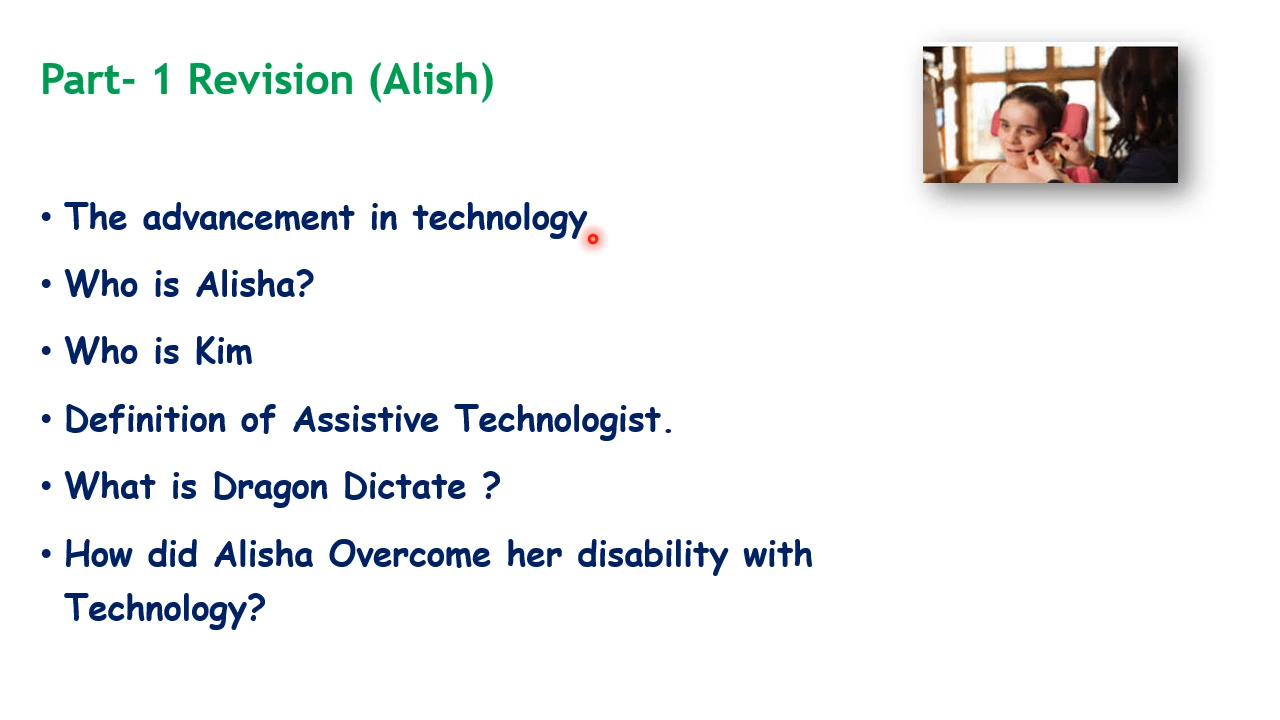 Part- 1 Revision (Alish)
• The advancement in technology
• Who is Alisha?
• Who is Kim
• Definition of Assistive Technologist.
• What is Dragon Dictate ?
• How did Alisha Overcome her disability with
Technology?